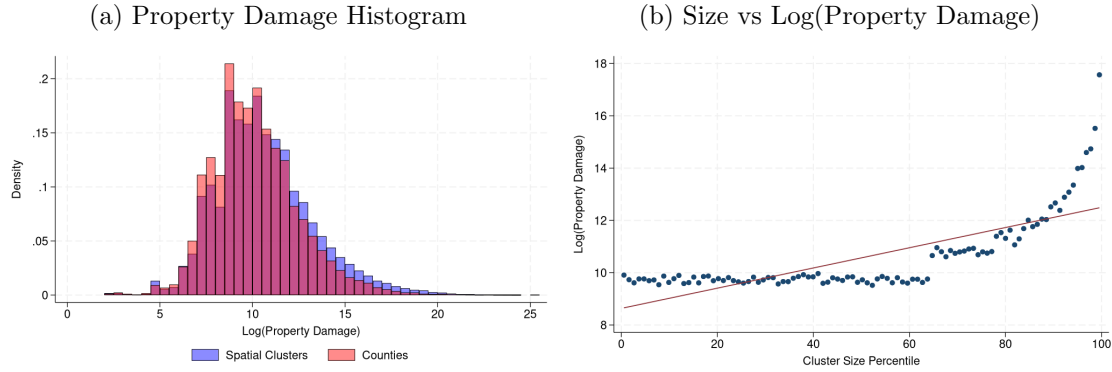 (a) Property Damage Histogram
.2
.15
.1
.05
0
Density
0 5 10 15 20 25
Log(Property Damage)
Spatial Clusters Counties
(b) Size vs Log(Property Damage)
18
16
14
12
10
8
Log(Property Damage)
0 20 40 60 80 100
Cluster Size Percentile